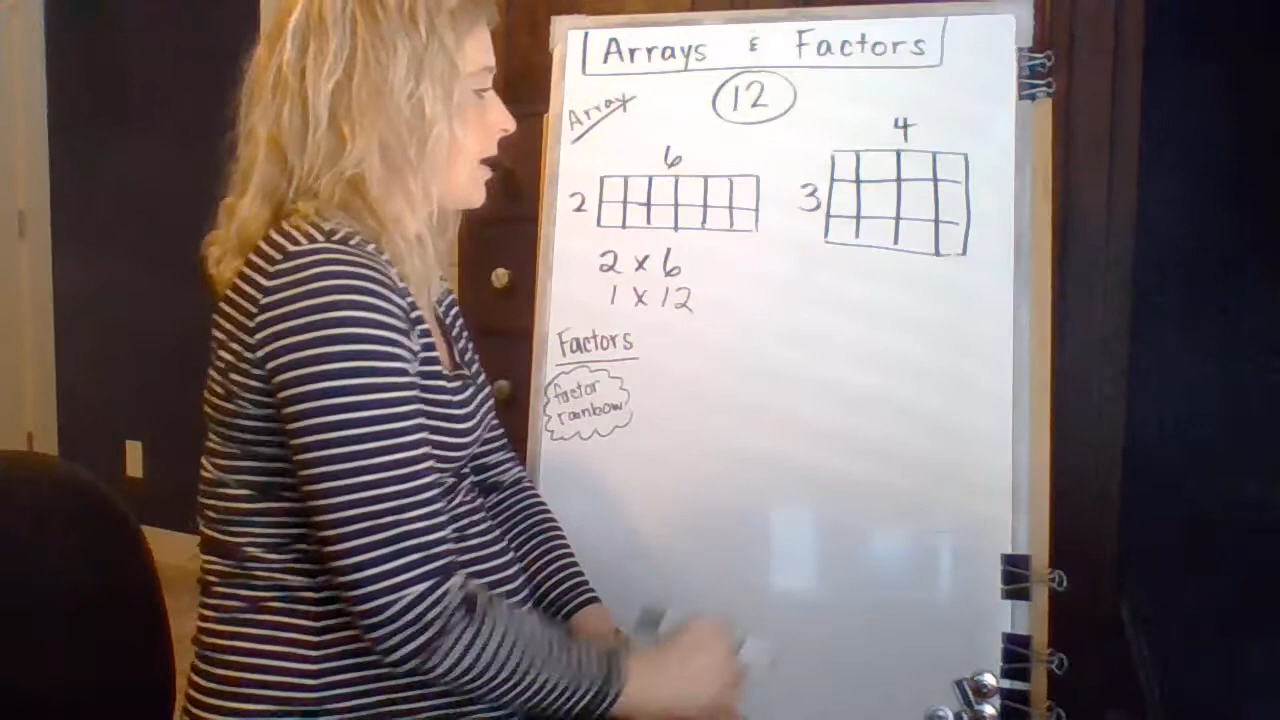 Arrays & Factors
12
Array
6
2
4
3
2 x 6
1 x 12
Factors
factor
rainbow